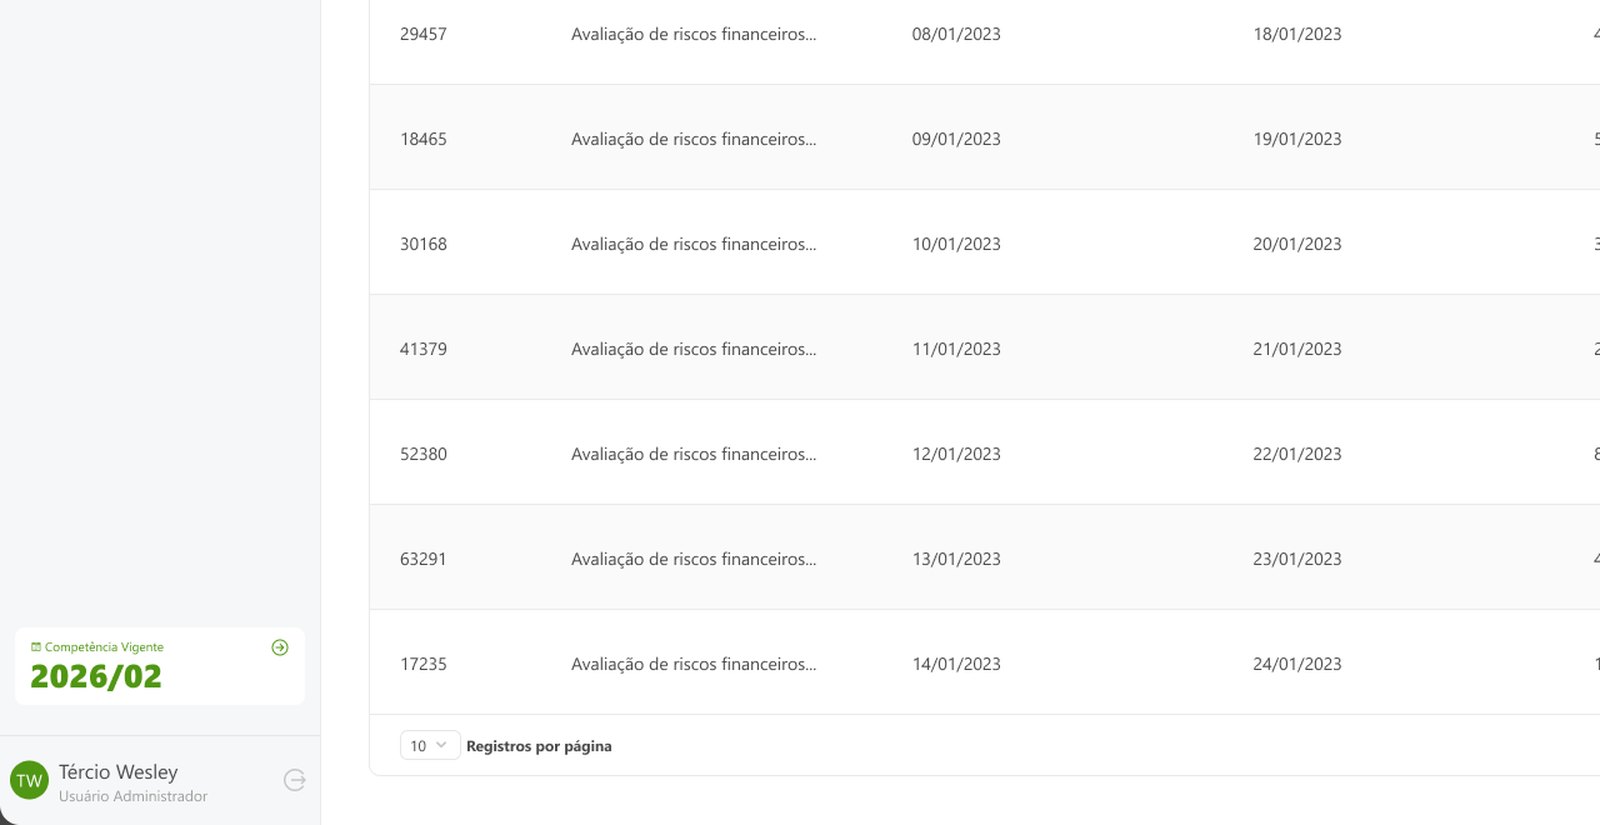 29457 Avaliação de riscos financeiros... 08/01/2023 18/01/2023
18465 Avaliação de riscos financeiros... 09/01/2023 19/01/2023
30168 Avaliação de riscos financeiros... 10/01/2023 20/01/2023
41379 Avaliação de riscos financeiros... 11/01/2023 21/01/2023
52380 Avaliação de riscos financeiros... 12/01/2023 22/01/2023
63291 Avaliação de riscos financeiros... 13/01/2023 23/01/2023
17235 Avaliação de riscos financeiros... 14/01/2023 24/01/2023
10 Registros por página
Competência Vigente
2026/02
TW
Tércio Wesley
Usuário Administrador